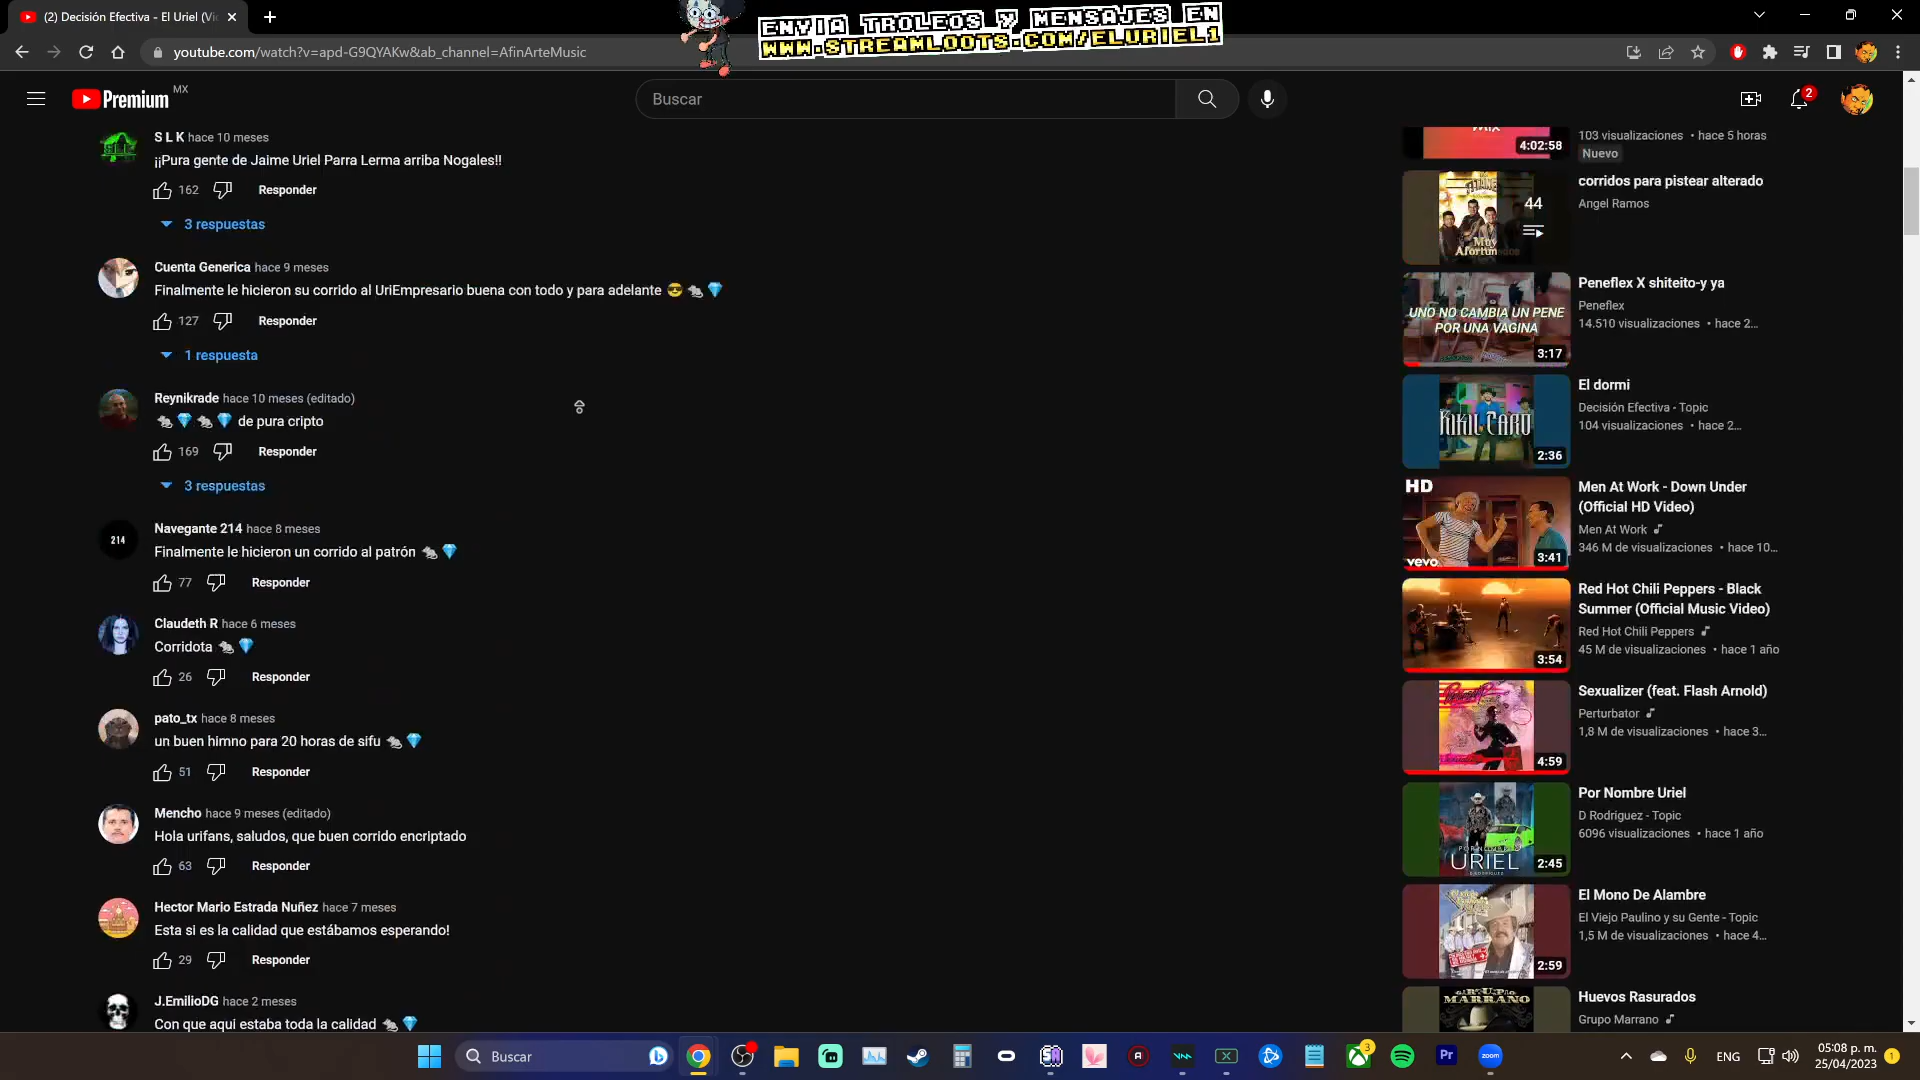 (2) Decisión Efectiva - El Uriel (Vi
ENVIA TROLEOS Y MENSAJES EN
WWW.STREAMLOOTS.COM/ELURIEL1
youtube.com/watch?v=apd-G9QYAKw&ab_channel=AfinArteMusic
Premium MX
Buscar
2
S L K hace 10 meses
¡¡Pura gente de Jaime Uriel Parra Lerma arriba Nogales!!
162 Responder
3 respuestas
Cuenta Generica hace 9 meses
Finalmente le hicieron su corrido al UriEmpresario buena con todo y para adelante 😎 🐀 💎
127 Responder
1 respuesta
Reynikrade hace 10 meses (editado)
🐀 💎 🐀 💎 de pura cripto
169 Responder
3 respuestas
214
Navegante 214 hace 8 meses
Finalmente le hicieron un corrido al patrón 🐀 💎
77 Responder
Claudeth R hace 6 meses
Corridota 🐀 💎
26 Responder
pato_tx hace 8 meses
un buen himno para 20 horas de sifu 🐀 💎
51 Responder
Mencho hace 9 meses (editado)
Hola urifans, saludos, que buen corrido encriptado
63 Responder
Hector Mario Estrada Nuñez hace 7 meses
Esta si es la calidad que estábamos esperando!
29 Responder
J.EmilioDG hace 2 meses
Con que aqui estaba toda la calidad 🐀 💎
4:02:58
103 visualizaciones • hace 5 horas
Nuevo
44
Muy
Afortunados
corridos para pistear alterado
Angel Ramos
UNO NO CAMBIA UN PENE
POR UNA VAGINA
3:17
Peneflex X shiteito-y ya
Peneflex
14.510 visualizaciones • hace 2...
KIKIL CARO
2:36
El dormi
Decisión Efectiva - Topic
104 visualizaciones • hace 2...
HD
vevo
3:41
Men At Work - Down Under
(Official HD Video)
Men At Work
346 M de visualizaciones • hace 10...
3:54
Red Hot Chili Peppers - Black
Summer (Official Music Video)
Red Hot Chili Peppers
45 M de visualizaciones • hace 1 año
4:59
Sexualizer (feat. Flash Arnold)
Perturbator
1,8 M de visualizaciones • hace 3...
URIEL
2:45
Por Nombre Uriel
D Rodriguez - Topic
6096 visualizaciones • hace 1 año
2:59
El Mono De Alambre
El Viejo Paulino y su Gente - Topic
1,5 M de visualizaciones • hace 4...
MARRANO
Huevos Rasurados
Grupo Marrano
Buscar
Pr
zoom
3
ENG
05:08 p. m.
25/04/2023
1